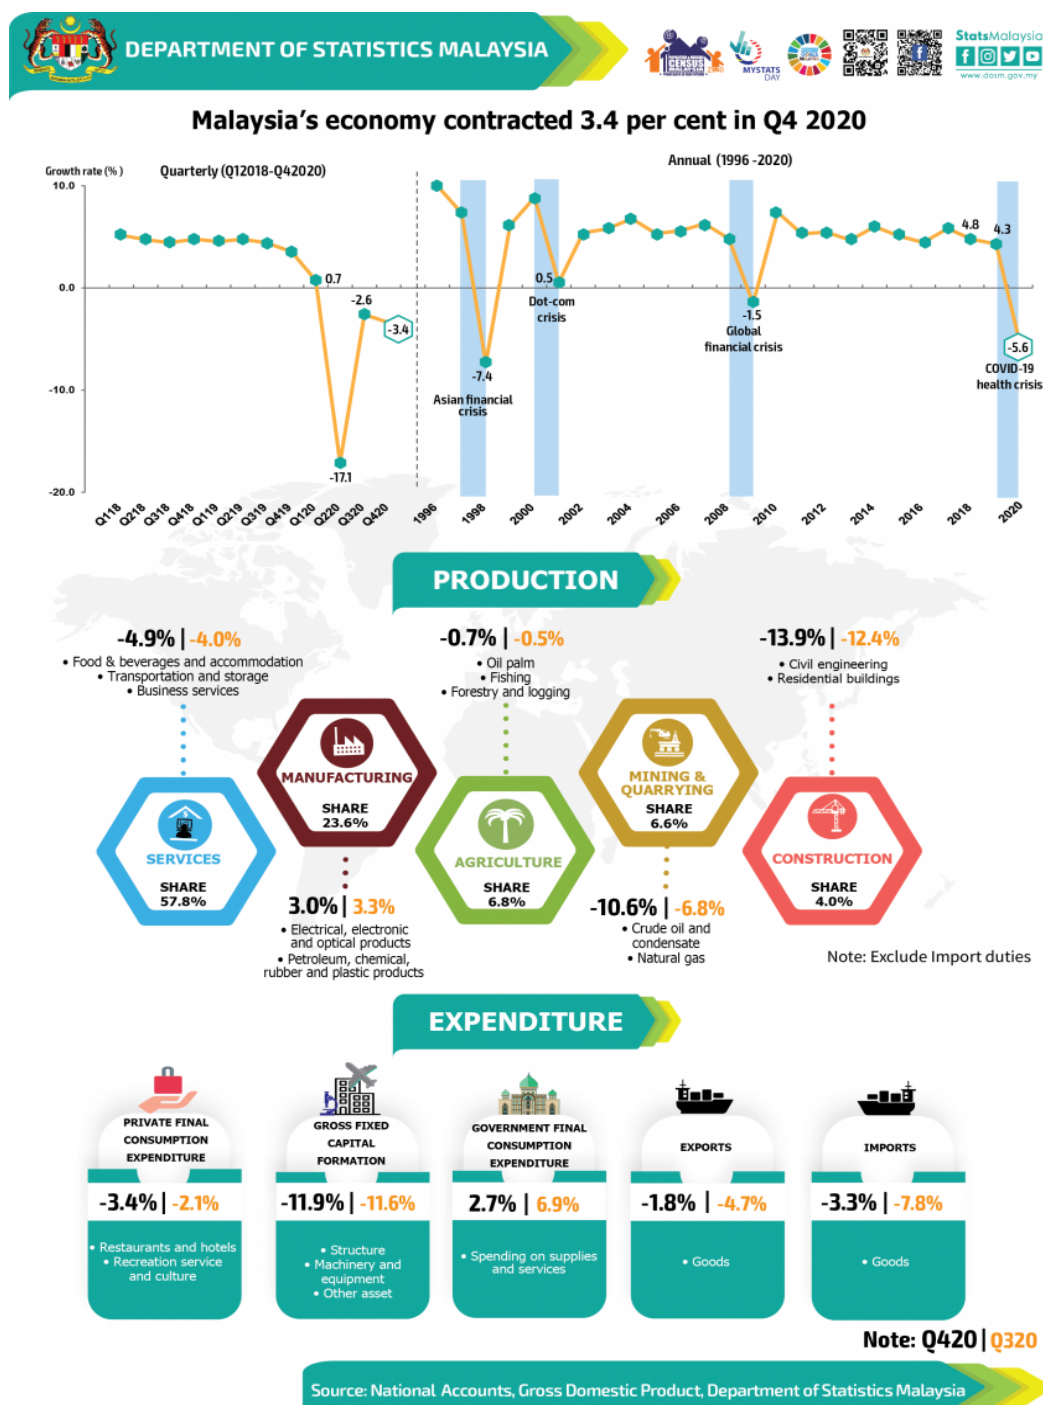 DEPARTMENT OF STATISTICS MALAYSIA
CENSUS
MALAYSIA
MYSTATS
DAY
StatsMalaysia
www.dosm.gov.my
Malaysia's economy contracted 3.4 per cent in Q4 2020
Growth rate (%)
Quarterly (Q12018-Q42020)
Annual (1996 -2020)
10.0
0.0
-10.0
-20.0
0.7
-2.6
-3.4
-17.1
-7.4
Asian financial
crisis
0.5
Dot-com
crisis
-1.5
Global
financial crisis
4.8
4.3
-5.6
COVID-19
health crisis
Q118
Q218
Q318
Q418
Q119
Q219
Q319
Q419
Q120
Q220
Q320
Q420
1996
1998
2000
2002
2004
2006
2008
2010
2012
2014
2016
2018
2020
PRODUCTION
-4.9% | -4.0%
• Food & beverages and accommodation
• Transportation and storage
• Business services
SERVICES
SHARE
57.8%
MANUFACTURING
SHARE
23.6%
3.0% | 3.3%
• Electrical, electronic
and optical products
• Petroleum, chemical,
rubber and plastic products
-0.7% | -0.5%
• Oil palm
• Fishing
• Forestry and logging
AGRICULTURE
SHARE
6.8%
MINING &
QUARRYING
SHARE
6.6%
-10.6% | -6.8%
• Crude oil and
condensate
• Natural gas
-13.9% | -12.4%
• Civil engineering
• Residential buildings
CONSTRUCTION
SHARE
4.0%
Note: Exclude Import duties
EXPENDITURE
PRIVATE FINAL
CONSUMPTION
EXPENDITURE
-3.4% | -2.1%
• Restaurants and hotels
• Recreation service
and culture
GROSS FIXED
CAPITAL
FORMATION
-11.9% | -11.6%
• Structure
• Machinery and
equipment
• Other asset
GOVERNMENT FINAL
CONSUMPTION
EXPENDITURE
2.7% | 6.9%
• Spending on supplies
and services
EXPORTS
-1.8% | -4.7%
• Goods
IMPORTS
-3.3% | -7.8%
• Goods
Note: Q420 | Q320
Source: National Accounts, Gross Domestic Product, Department of Statistics Malaysia